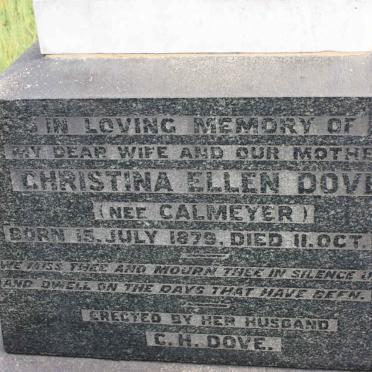 IN LOVING MEMORY OF
MY DEAR WIFE AND OUR MOTHE
CHRISTINA ELLEN DOVE
(NEE CALMEYER)
BORN 15. JULY 1879, DIED 11. OCT.
WE MISS THEE AND MOURN THEE IN SILENCE
AND DWELL ON THE DAYS THAT HAVE BEEN.
ERECTED BY HER HUSBAND
C. H. DOVE.